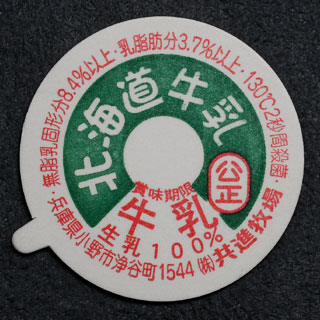 ・無脂乳固形分8.4%以上・乳脂肪分3.7%以上・130℃2秒間殺菌・
北海道牛乳
公正
賞味期限
牛乳
生乳100%
兵庫県小野市浄谷町1544 ㈱共進牧場